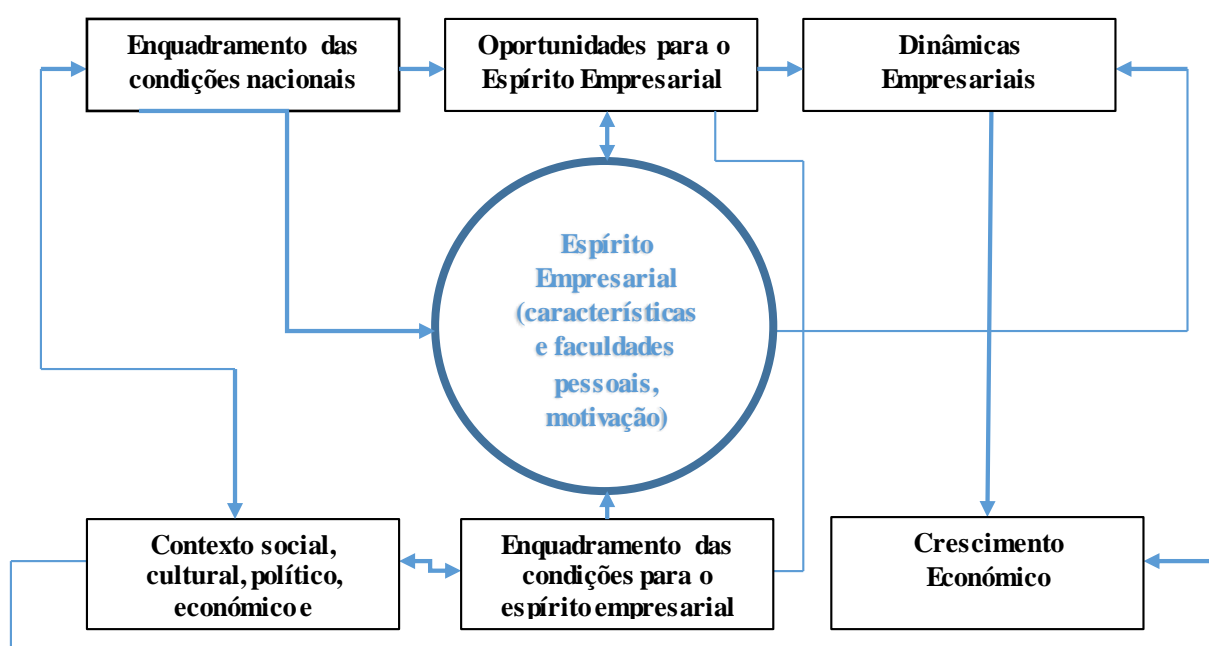 Enquadramento das
condições nacionais
Oportunidades para o
Espírito Empresarial
Dinâmicas
Empresariais
Espírito
Empresarial
(características
e faculdades
pessoais,
motivação)
Contexto social,
cultural, político,
económico e
Enquadramento das
condições para o
espírito empresarial
Crescimento
Económico